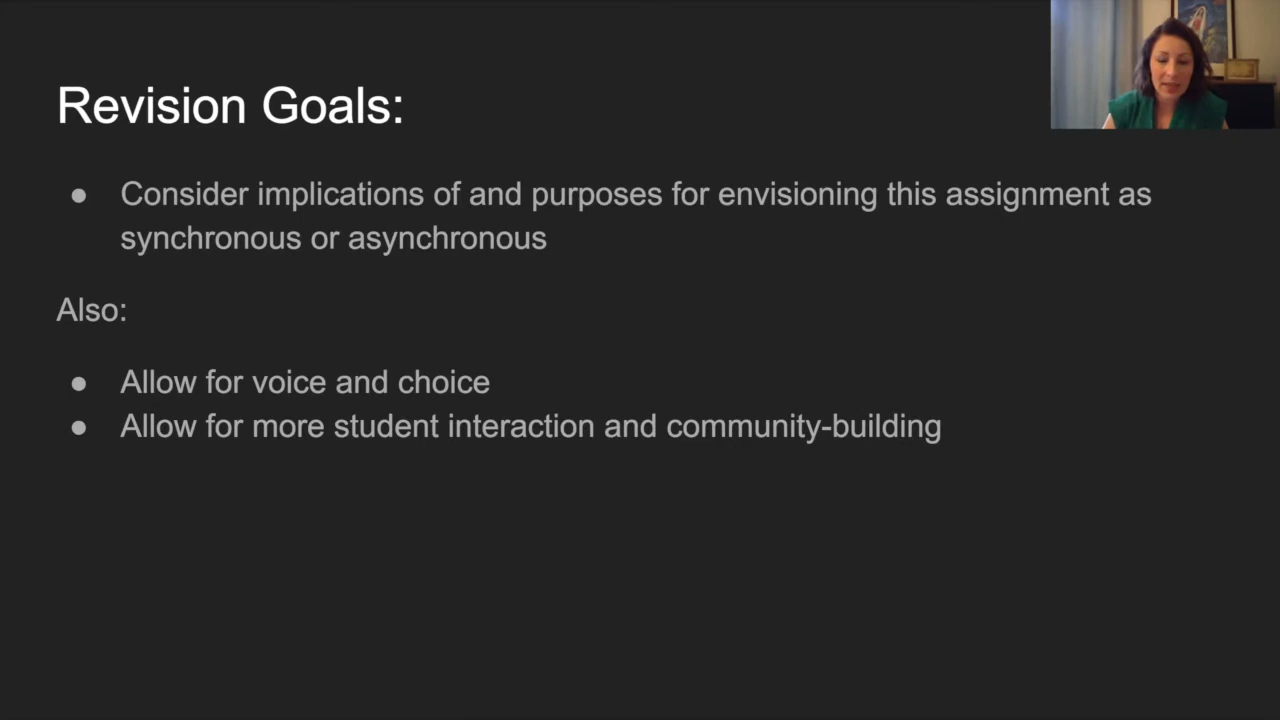 Revision Goals:
● Consider implications of and purposes for envisioning this assignment as
synchronous or asynchronous
Also:
● Allow for voice and choice
● Allow for more student interaction and community-building